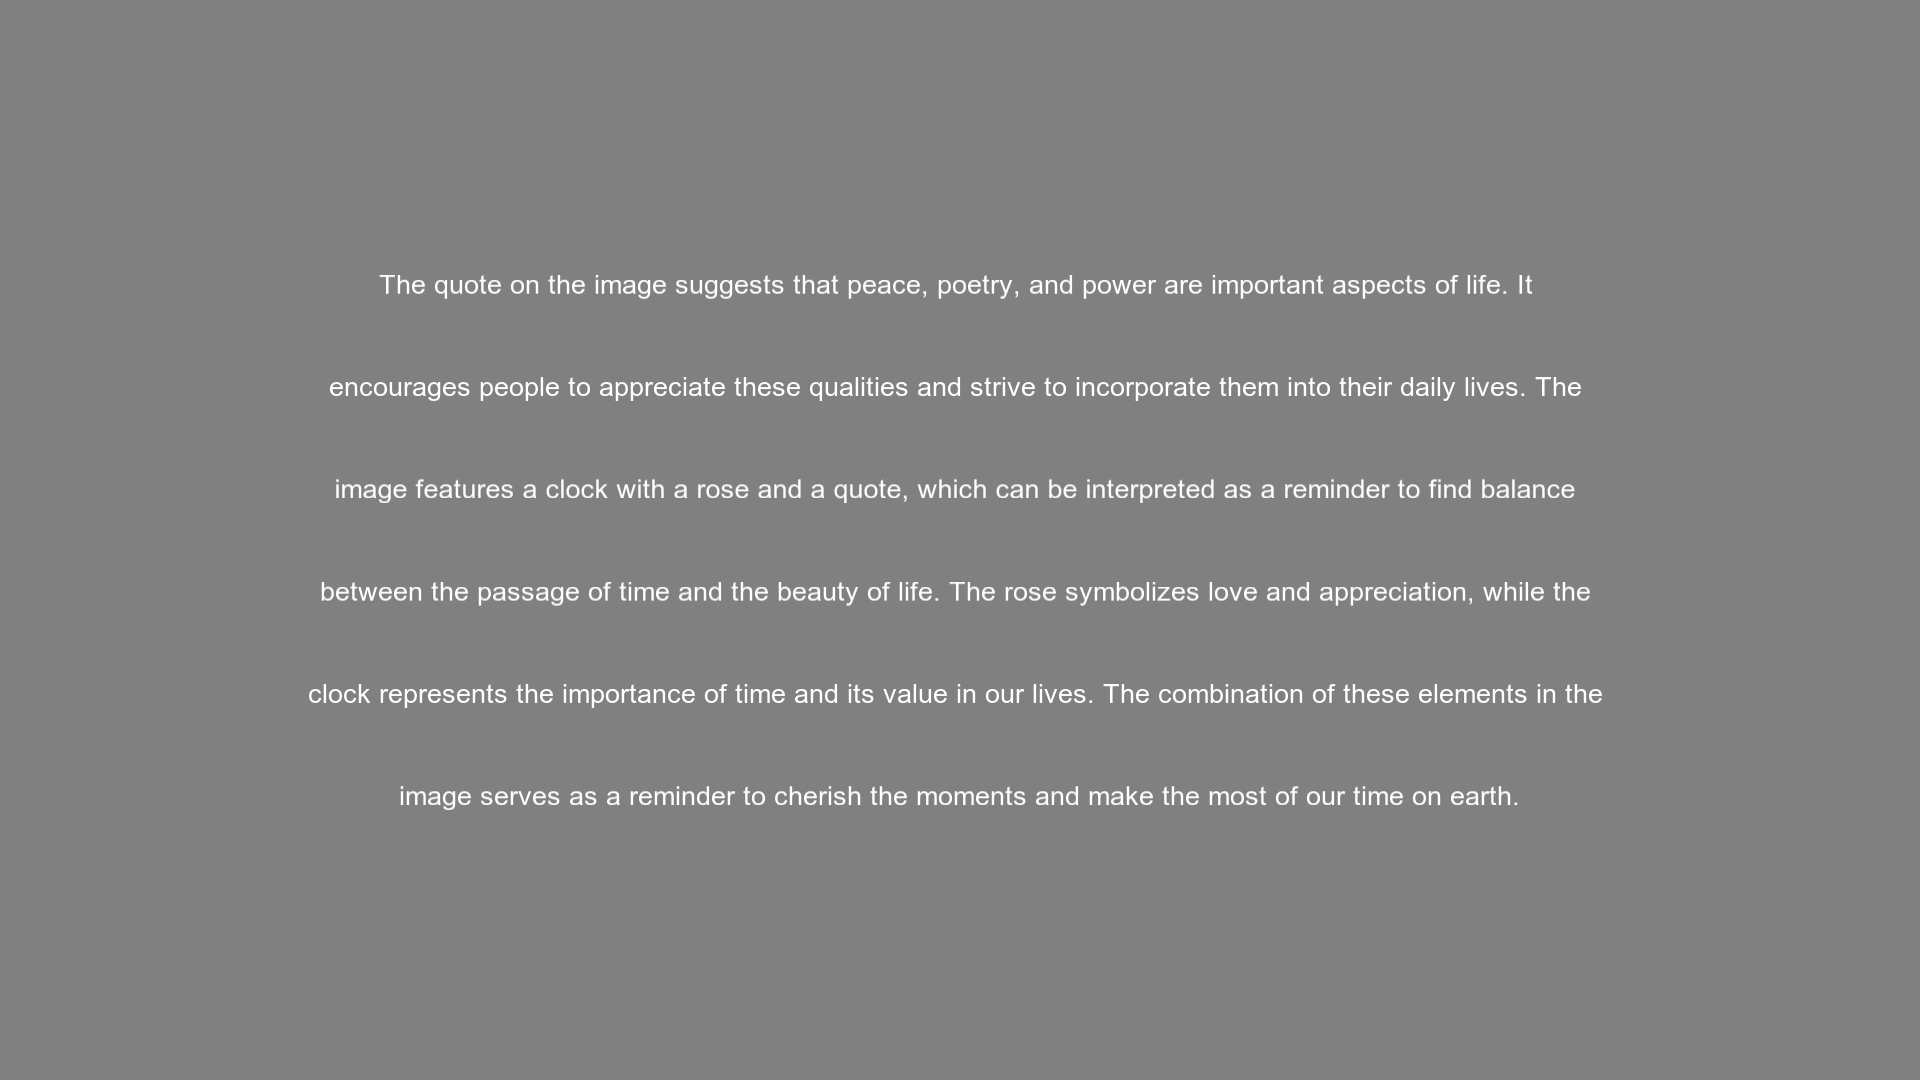 The quote on the image suggests that peace, poetry, and power are important aspects of life. It
encourages people to appreciate these qualities and strive to incorporate them into their daily lives. The
image features a clock with a rose and a quote, which can be interpreted as a reminder to find balance
between the passage of time and the beauty of life. The rose symbolizes love and appreciation, while the
clock represents the importance of time and its value in our lives. The combination of these elements in the
image serves as a reminder to cherish the moments and make the most of our time on earth.